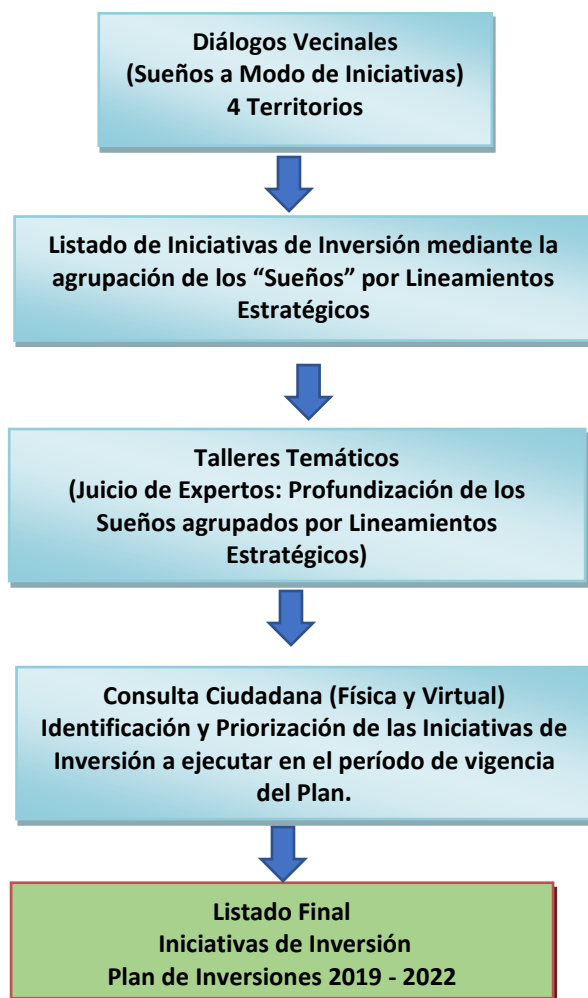 Diálogos Vecinales
(Sueños a Modo de Iniciativas)
4 Territorios
Listado de Iniciativas de Inversión mediante la
agrupación de los “Sueños” por Lineamientos
Estratégicos
Talleres Temáticos
(Juicio de Expertos: Profundización de los
Sueños agrupados por Lineamientos
Estratégicos)
Consulta Ciudadana (Física y Virtual)
Identificación y Priorización de las Iniciativas de
Inversión a ejecutar en el período de vigencia
del Plan.
Listado Final
Iniciativas de Inversión
Plan de Inversiones 2019 - 2022